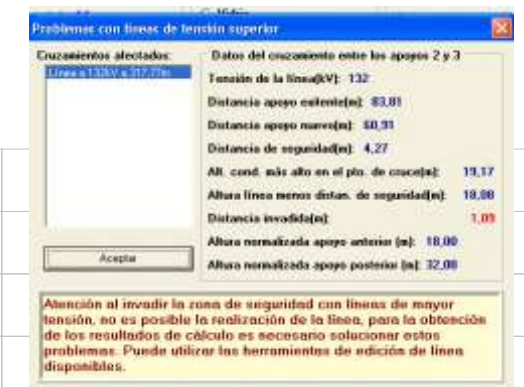 Problemas con líneas de tensión superior
Cruzamientos afectados:
Línea a 132kV a 317,77m
Aceptar
Datos del cruzamiento entre los apoyos 2 y 3
Tensión de la línea(kV): 132
Distancia apoyo exitente(m): 83,81
Distancia apoyo nuevo(m): 60,91
Distancia de seguridad(m): 4,27
Alt. cond. más alto en el pto. de cruce(m): 19,17
Altura línea menos distan. de seguridad(m): 18,08
Distancia invadida(m): 1,09
Altura normalizada apoyo anterior (m): 18,00
Altura normalizada apoyo posterior (m): 32,00
Atención al invadir la zona de seguridad con líneas de mayor
tensión, no es posible la realización de la línea, para la obtención
de los resultados de cálculo es necesario solucionar estos
problemas. Puede utilizar las herramientas de edición de línea
disponibles.